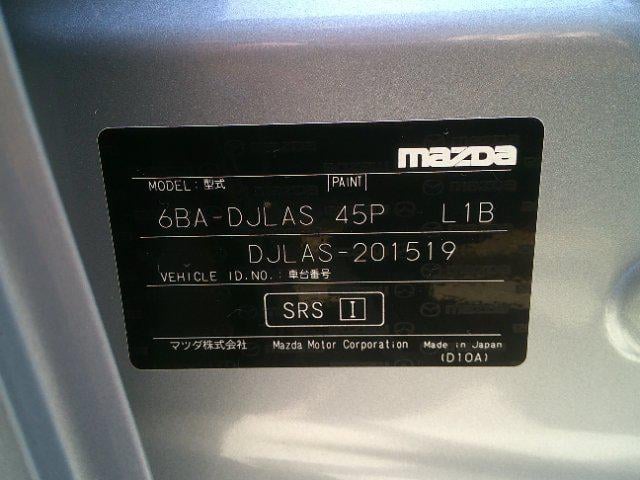 mazda
MODEL: 型式 PAINT
6BA-DJLAS 45P L1B
DJLAS-201519
VEHICLE ID.NO.: 車台番号
SRS I
マツダ株式会社 Mazda Motor Corporation Made in Japan
(D10A)